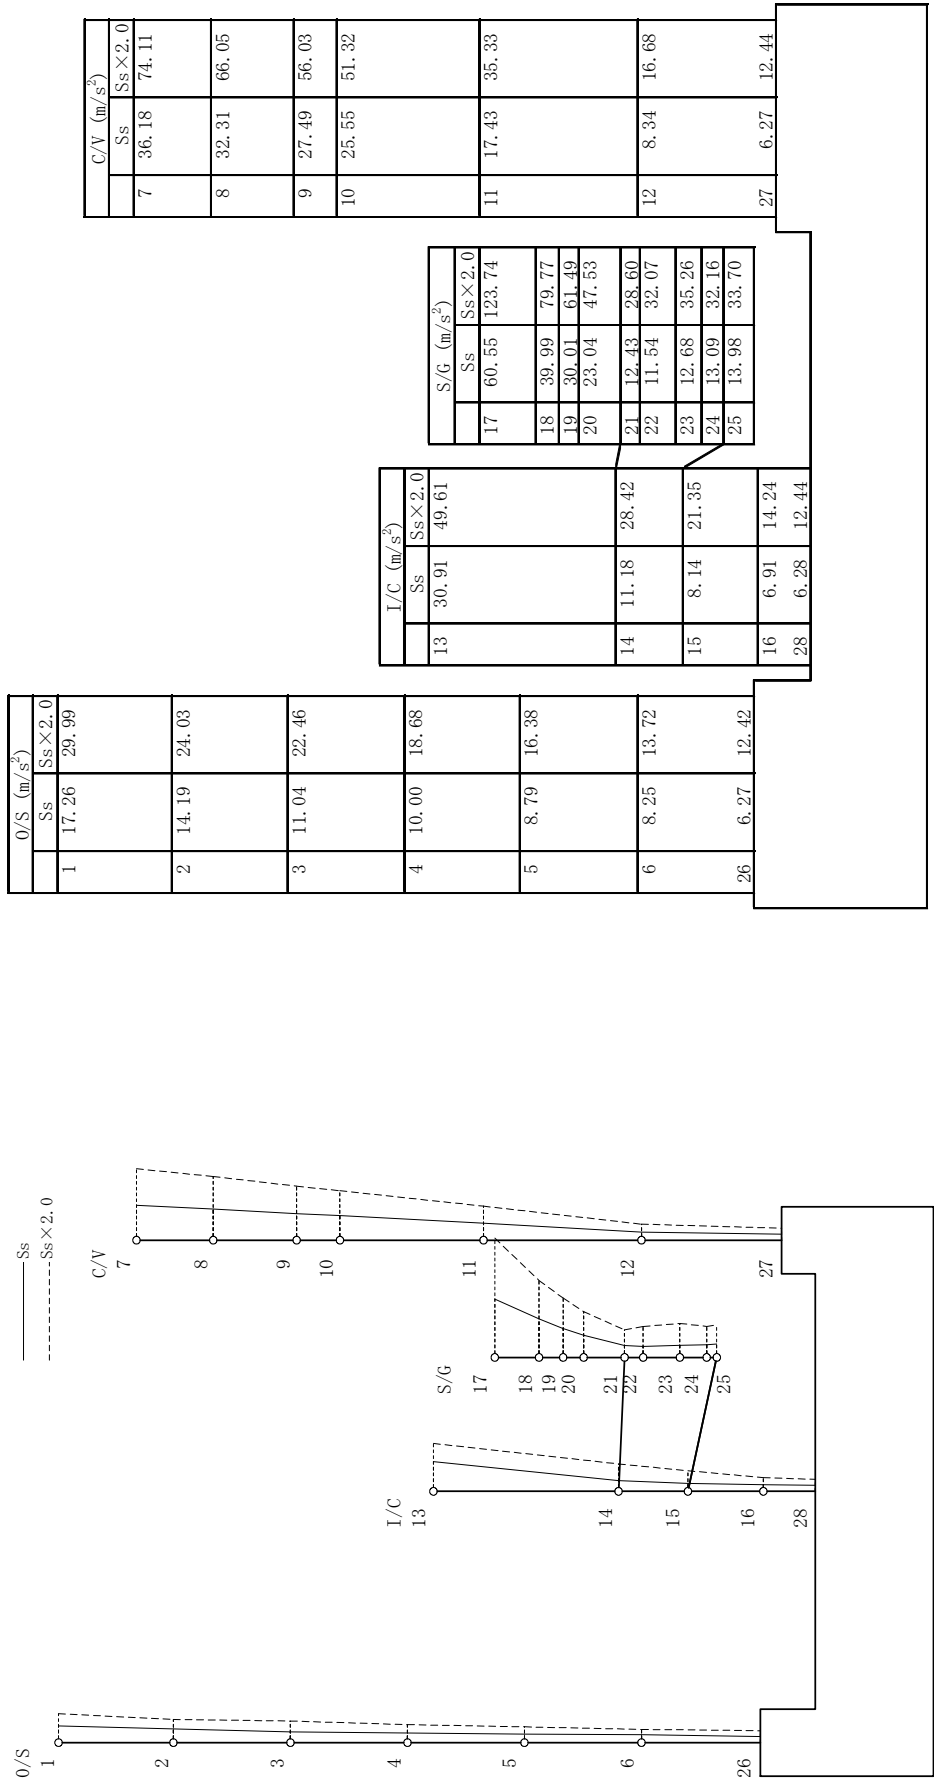 Ss
Ss×2.0
O/S
1
2
3
4
5
6
26
I/C
13
14
15
16
28
S/G
17
18
19
20
21
22
23
24
25
C/V
7
8
9
10
11
12
27
O/S (m/s²)
Ss Ss×2.0
1 17.26 29.99
2 14.19 24.03
3 11.04 22.46
4 10.00 18.68
5 8.79 16.38
6 8.25 13.72
26 6.27 12.42
I/C (m/s²)
Ss Ss×2.0
13 30.91 49.61
14 11.18 28.42
15 8.14 21.35
16 6.91 14.24
28 6.28 12.44
S/G (m/s²)
Ss Ss×2.0
17 60.55 123.74
18 39.99 79.77
19 30.01 61.49
20 23.04 47.53
21 12.43 28.60
22 11.54 32.07
23 12.68 35.26
24 13.09 32.16
25 13.98 33.70
C/V (m/s²)
Ss Ss×2.0
7 36.18 74.11
8 32.31 66.05
9 27.49 56.03
10 25.55 51.32
11 17.43 35.33
12 8.34 16.68
27 6.27 12.44